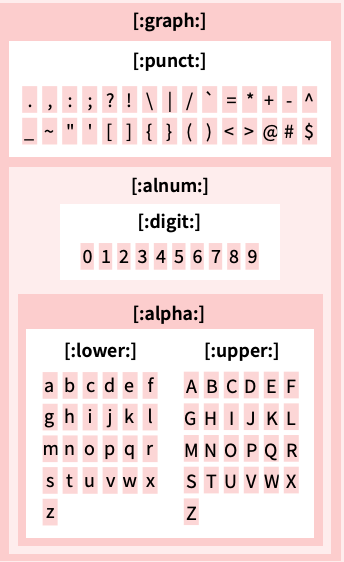 [:graph:]
[:punct:]
. , : ; ? ! \ | / ` = * + - ^
_ ~ " ' [ ] { } ( ) < > @ # $
[:alnum:]
[:digit:]
0 1 2 3 4 5 6 7 8 9
[:alpha:]
[:lower:]
a b c d e f
g h i j k l
m n o p q r
s t u v w x
z
[:upper:]
A B C D E F
G H I J K L
M N O P Q R
S T U V W X
Z